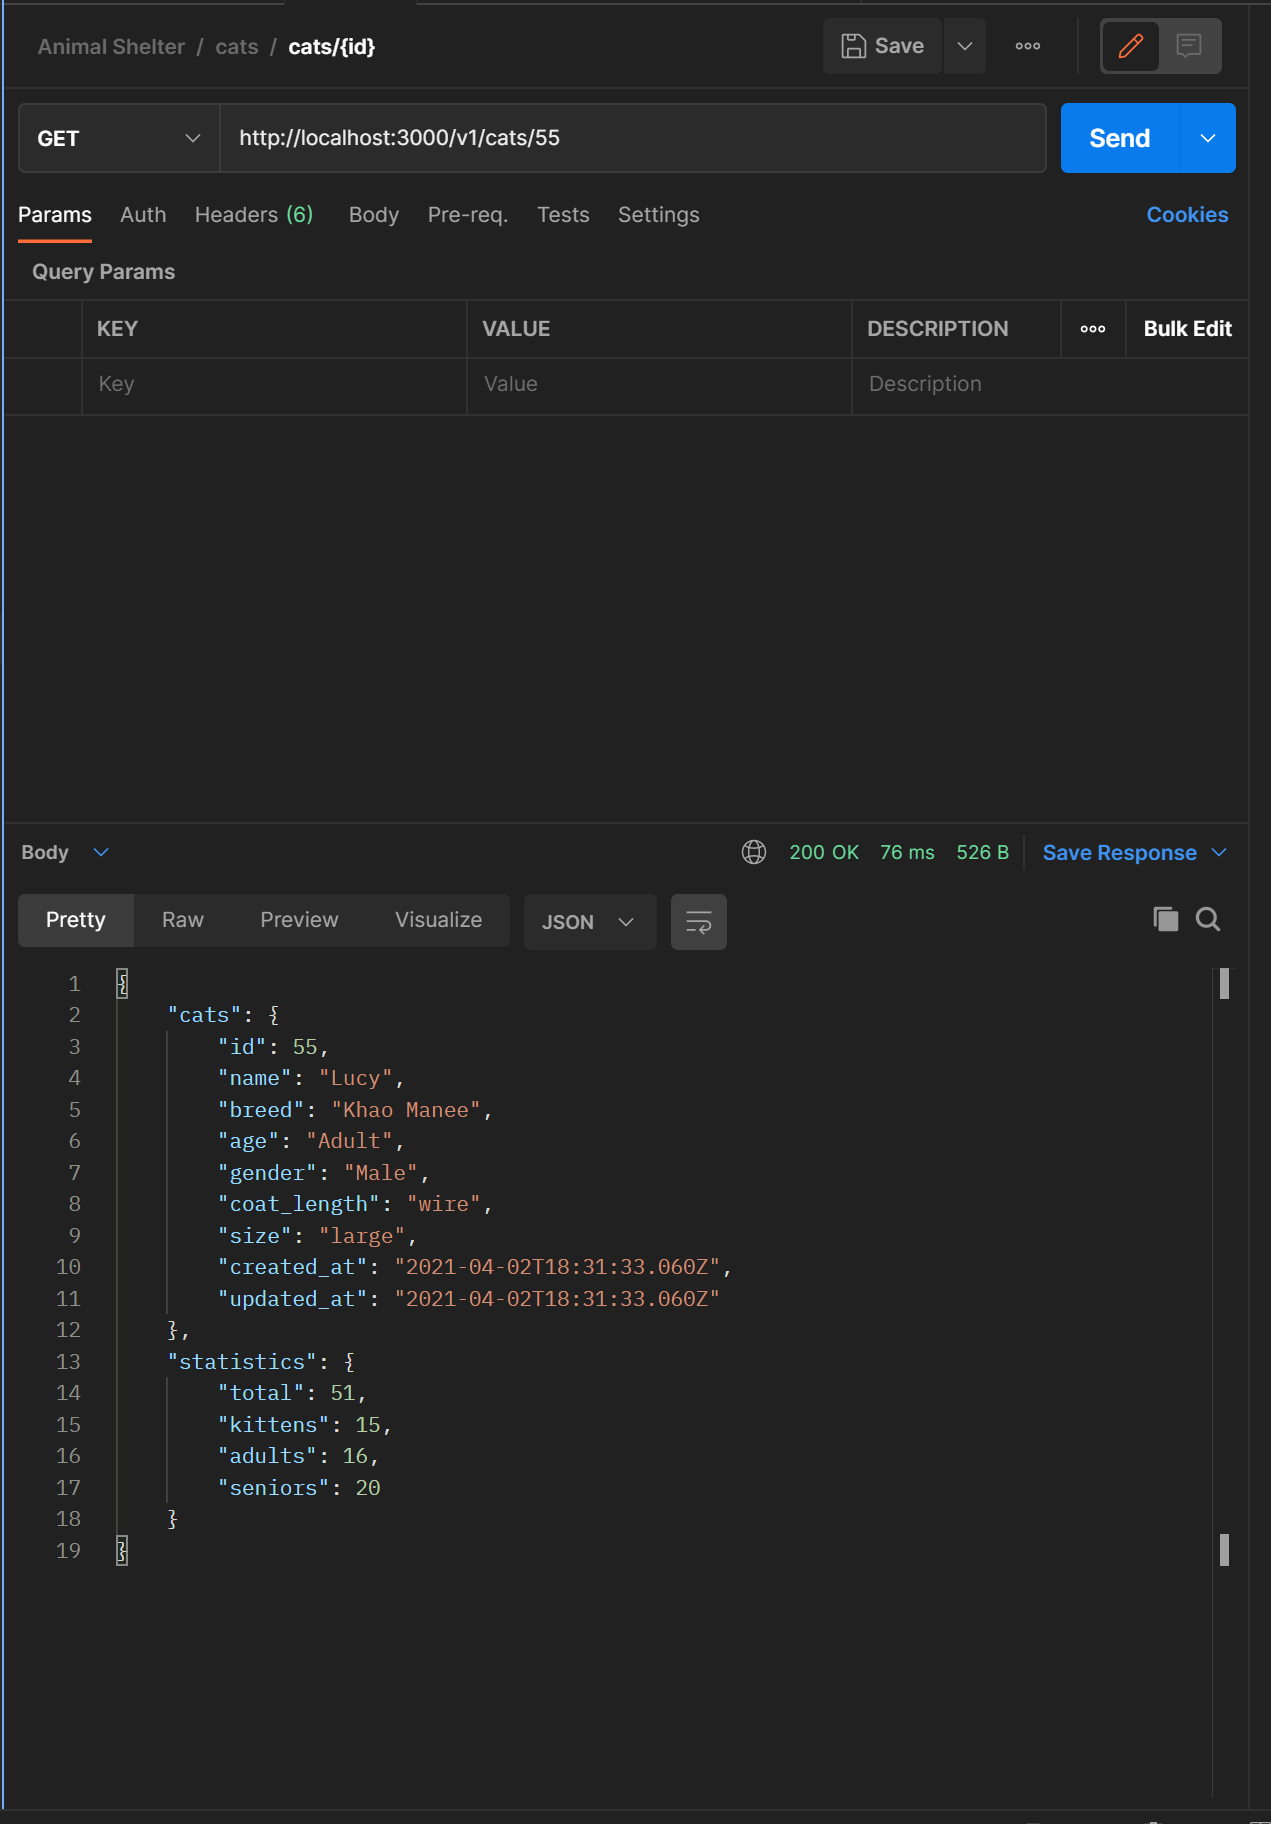 Animal Shelter / cats / cats/{id}
Save
GET http://localhost:3000/v1/cats/55 Send
Params Auth Headers (6) Body Pre-req. Tests Settings Cookies
Query Params
KEY VALUE DESCRIPTION Bulk Edit
Key Value Description
Body 200 OK 76 ms 526 B Save Response
Pretty Raw Preview Visualize JSON
1 {
2 "cats": {
3 "id": 55,
4 "name": "Lucy",
5 "breed": "Khao Manee",
6 "age": "Adult",
7 "gender": "Male",
8 "coat_length": "wire",
9 "size": "large",
10 "created_at": "2021-04-02T18:31:33.060Z",
11 "updated_at": "2021-04-02T18:31:33.060Z"
12 },
13 "statistics": {
14 "total": 51,
15 "kittens": 15,
16 "adults": 16,
17 "seniors": 20
18 }
19 }